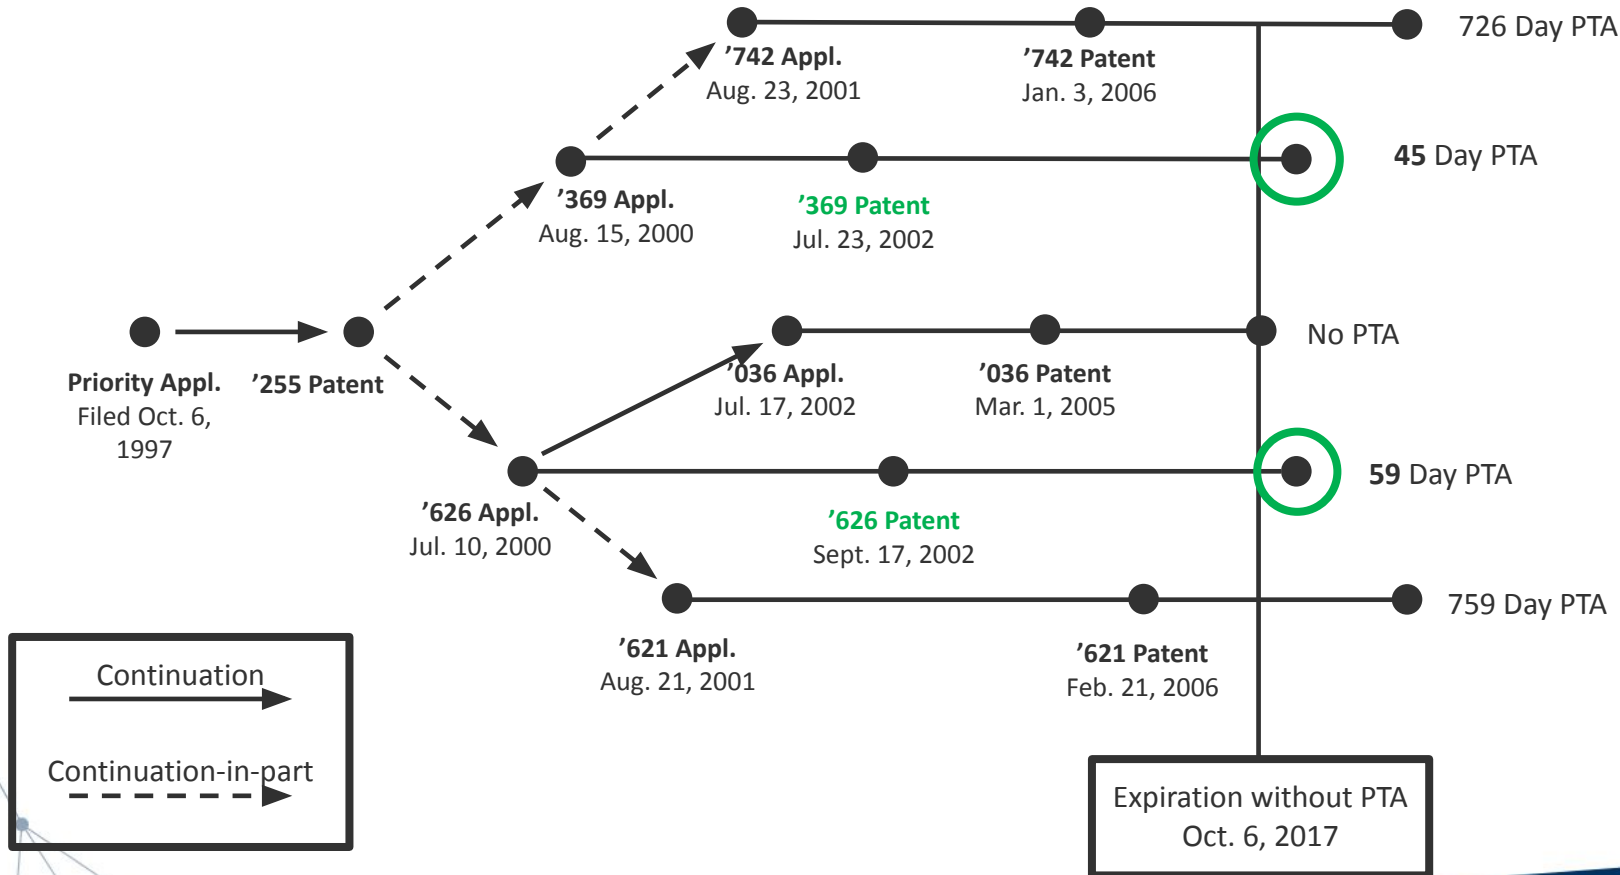 ’742 Appl.
Aug. 23, 2001
’742 Patent
Jan. 3, 2006
726 Day PTA
’369 Appl.
Aug. 15, 2000
’369 Patent
Jul. 23, 2002
45 Day PTA
Priority Appl.
Filed Oct. 6,
1997
’255 Patent
’036 Appl.
Jul. 17, 2002
’036 Patent
Mar. 1, 2005
No PTA
’626 Appl.
Jul. 10, 2000
’626 Patent
Sept. 17, 2002
59 Day PTA
’621 Appl.
Aug. 21, 2001
’621 Patent
Feb. 21, 2006
759 Day PTA
Continuation
Continuation-in-part
Expiration without PTA
Oct. 6, 2017